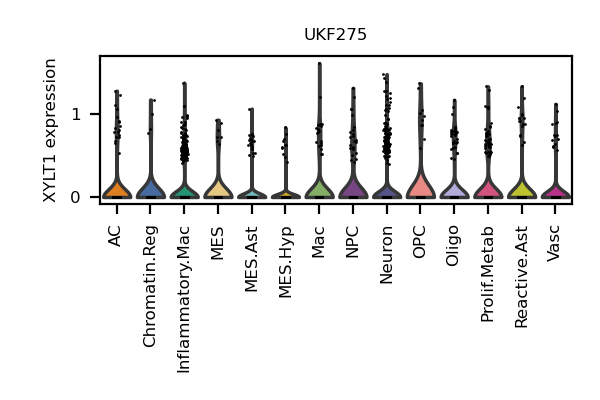 UKF275
XYLT1 expression
1
0
AC
Chromatin.Reg
Inflammatory.Mac
MES
MES.Ast
MES.Hyp
Mac
NPC
Neuron
OPC
Oligo
Prolif.Metab
Reactive.Ast
Vasc